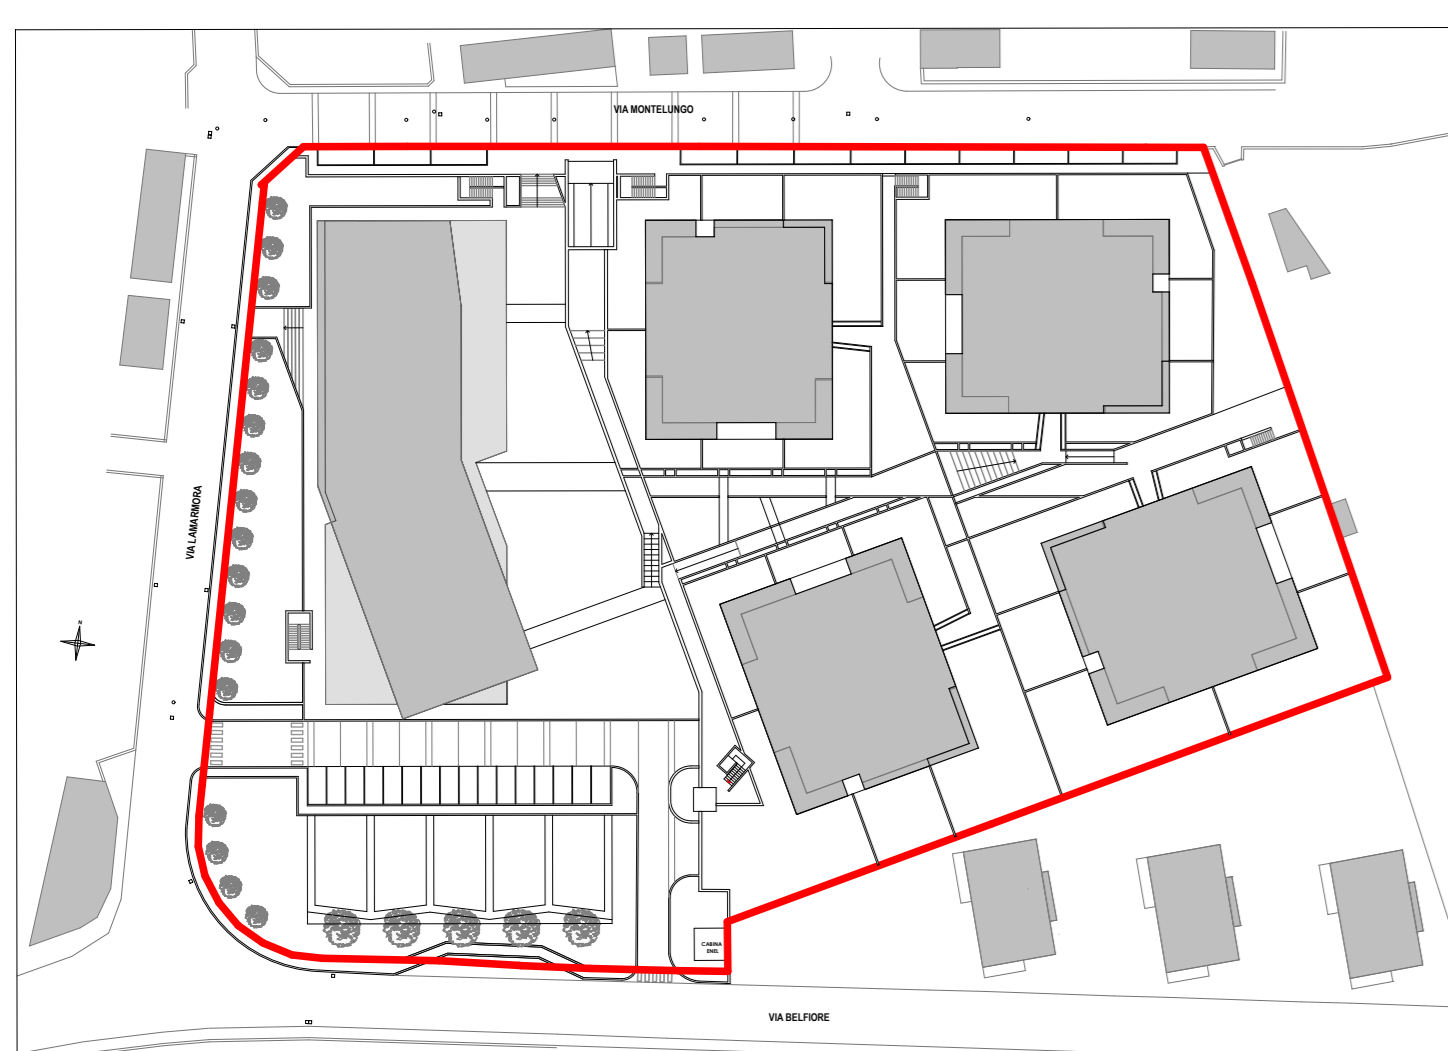 VIA MONTELUNGO
VIA LAMARMORA
N
CABINA
ENEL
VIA BELFIORE